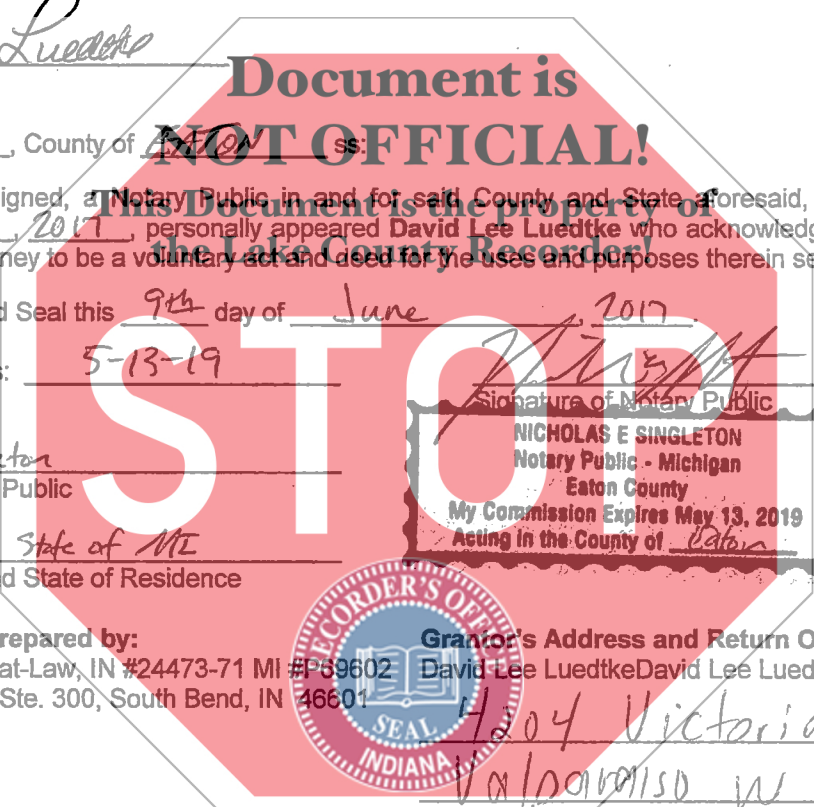 Luedtke
Document is
, County of EATON ss:
NOT OFFICIAL!
igned, a Notary Public in and for said County and State aforesaid,
This Document is the property of
, 2017, personally appeared David Lee Luedtke who acknowledg
the Lake County Recorder!
ney to be a voluntary act and deed for the uses and purposes therein se
d Seal this 9th day of June, 2017.
s: 5-13-19
STOP
Signature of Notary Public
NICHOLAS E SINGLETON
Notary Public - Michigan
Eaton County
My Commission Expires May 13, 2019
Acting in the County of Eaton
eton
Public
State of MI
d State of Residence
RECORDER'S OFFICE
SEAL
INDIANA
repared by:
at-Law, IN #24473-71 MI #P69602
Ste. 300, South Bend, IN 46601
Grantor's Address and Return O
David Lee LuedtkeDavid Lee Lued
4204 Victoria
Valparaiso IN